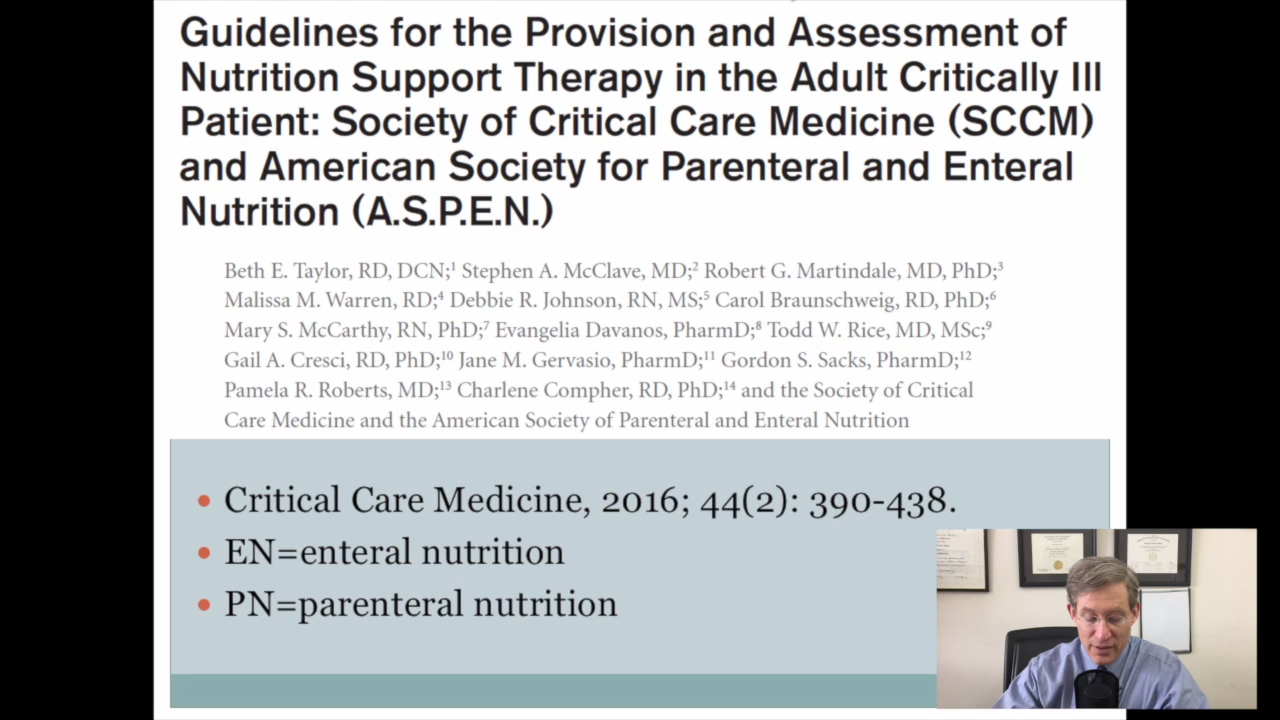 Guidelines for the Provision and Assessment of
Nutrition Support Therapy in the Adult Critically Ill
Patient: Society of Critical Care Medicine (SCCM)
and American Society for Parenteral and Enteral
Nutrition (A.S.P.E.N.)
Beth E. Taylor, RD, DCN;¹ Stephen A. McClave, MD;² Robert G. Martindale, MD, PhD;³
Malissa M. Warren, RD;⁴ Debbie R. Johnson, RN, MS;⁵ Carol Braunschweig, RD, PhD;⁶
Mary S. McCarthy, RN, PhD;⁷ Evangelia Davanos, PharmD;⁸ Todd W. Rice, MD, MSc;⁹
Gail A. Cresci, RD, PhD;¹⁰ Jane M. Gervasio, PharmD;¹¹ Gordon S. Sacks, PharmD;¹²
Pamela R. Roberts, MD;¹³ Charlene Compher, RD, PhD;¹⁴ and the Society of Critical
Care Medicine and the American Society of Parenteral and Enteral Nutrition
• Critical Care Medicine, 2016; 44(2): 390-438.
• EN=enteral nutrition
• PN=parenteral nutrition